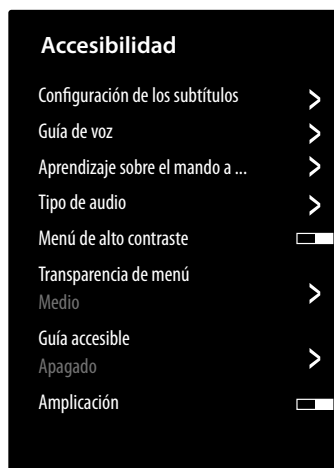 Accesibilidad
Configuración de los subtítulos
Guía de voz
Aprendizaje sobre el mando a ...
Tipo de audio
Menú de alto contraste
Transparencia de menú
Medio
Guía accesible
Apagado
Amplicación